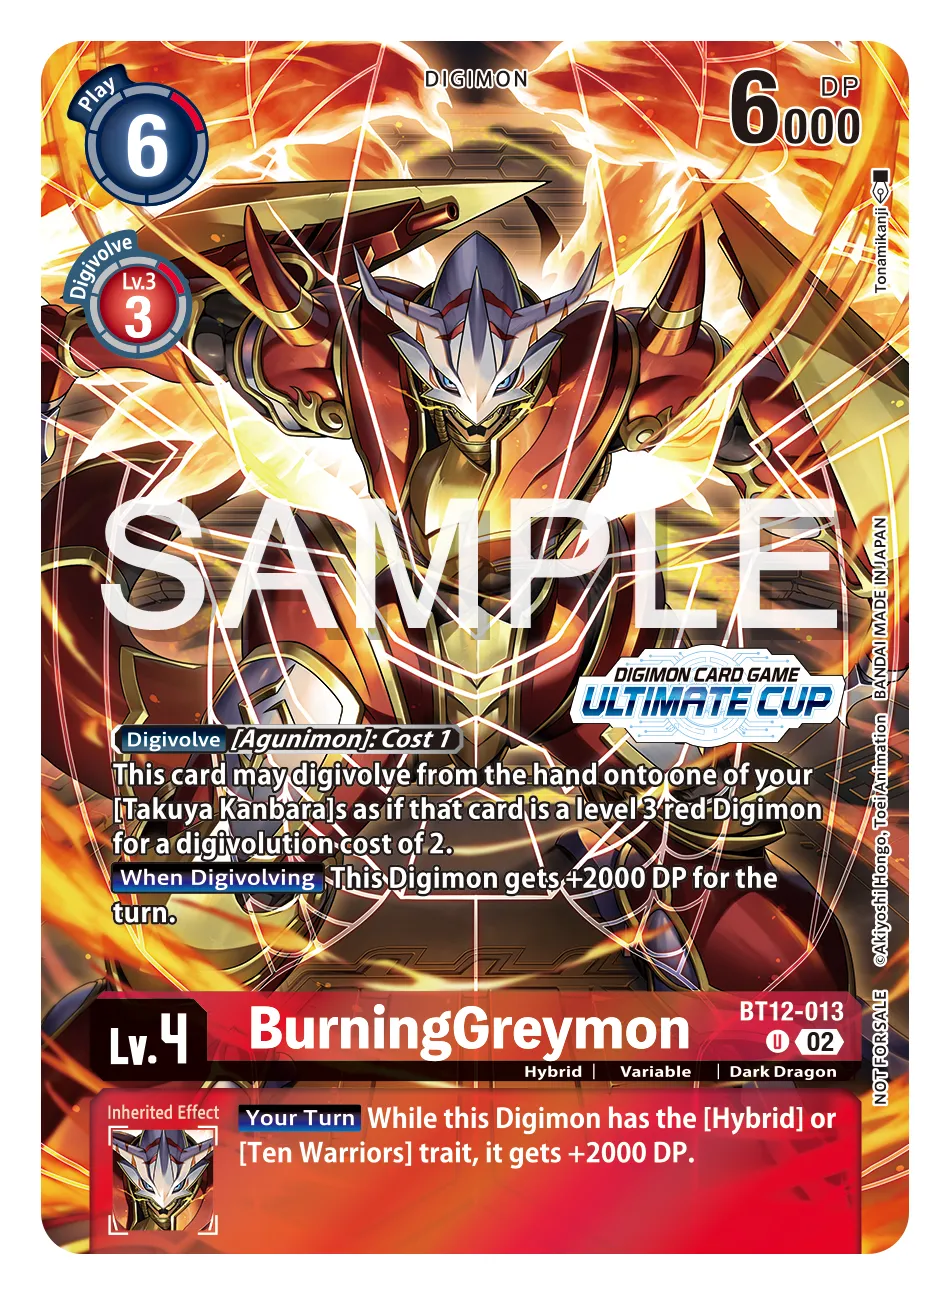 DIGIMON
Play
6
DP
6000
Digivolve
Lv.3
3
Tonamikanji
SAMPLE
DIGIMON CARD GAME
ULTIMATE CUP
Digivolve [Agunimon]: Cost 1
This card may digivolve from the hand onto one of your
[Takuya Kanbara]s as if that card is a level 3 red Digimon
for a digivolution cost of 2.
When Digivolving This Digimon gets +2000 DP for the
turn.
©Akiyoshi Hongo, Toei Animation BANDAI MADE IN JAPAN
NOT FOR SALE
Lv.4
BurningGreymon
BT12-013
U 02
Hybrid | Variable | Dark Dragon
Inherited Effect
Your Turn While this Digimon has the [Hybrid] or
[Ten Warriors] trait, it gets +2000 DP.